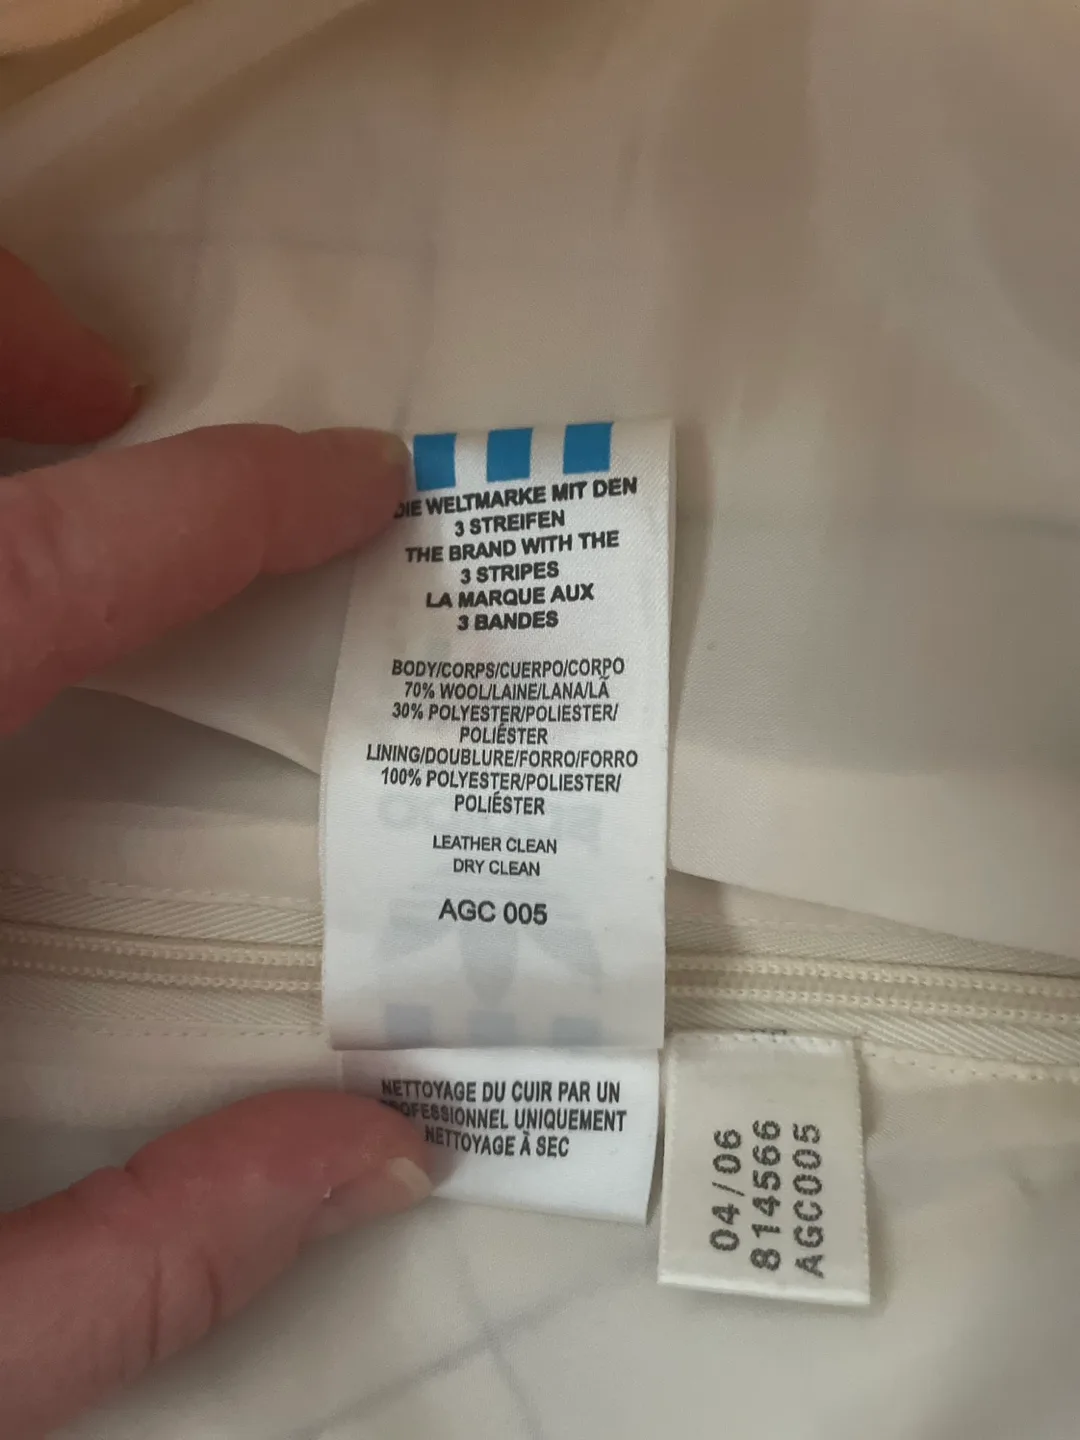 DIE WELTMARKE MIT DEN
3 STREIFEN
THE BRAND WITH THE
3 STRIPES
LA MARQUE AUX
3 BANDES
BODY/CORPS/CUERPO/CORPO
70% WOOL/LAINE/LANA/LÃ
30% POLYESTER/POLIESTER/
POLIÉSTER
LINING/DOUBLURE/FORRO/FORRO
100% POLYESTER/POLIESTER/
POLIÉSTER
LEATHER CLEAN
DRY CLEAN
AGC 005
NETTOYAGE DU CUIR PAR UN
PROFESSIONNEL UNIQUEMENT
NETTOYAGE À SEC
04/06
814566
AGC005